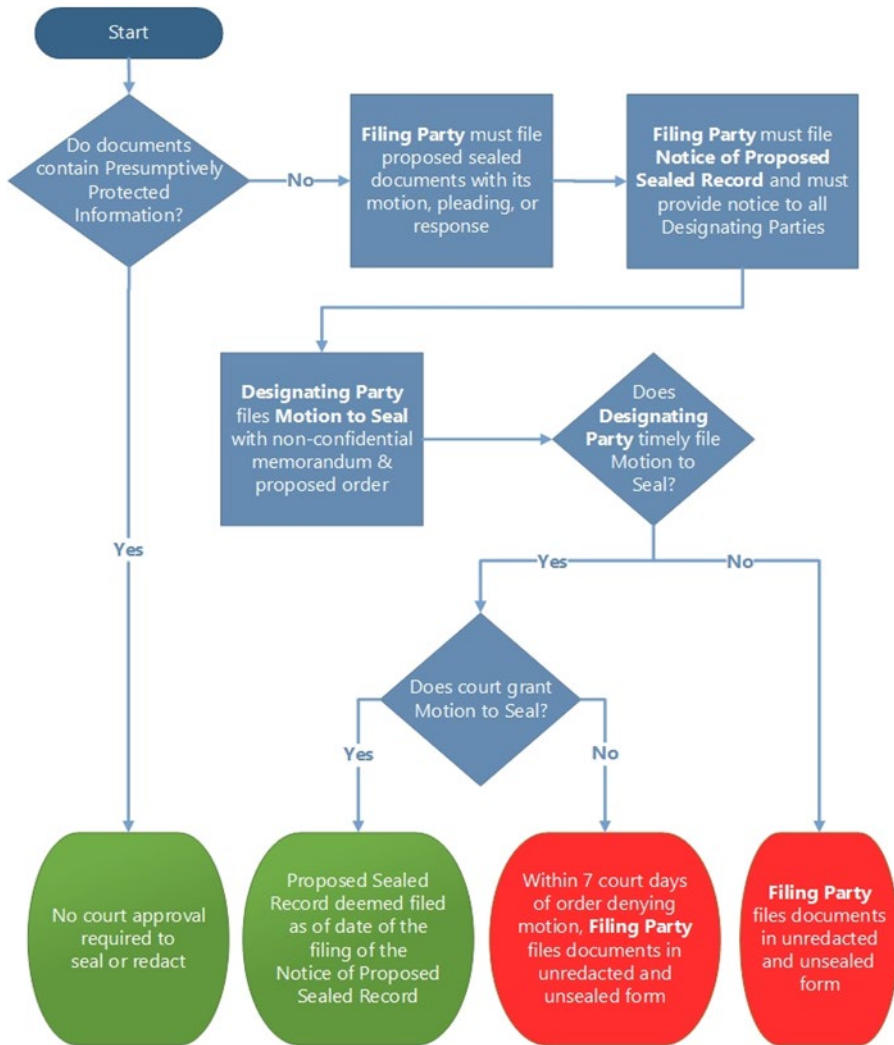 Start
Do documents
contain Presumptively
Protected
Information?
No
Filing Party must file
proposed sealed
documents with its
motion, pleading, or
response
Filing Party must file
Notice of Proposed
Sealed Record and must
provide notice to all
Designating Parties
Designating Party
files Motion to Seal
with non-confidential
memorandum &
proposed order
Does
Designating
Party timely file
Motion to
Seal?
Yes
Yes
No
Does court grant
Motion to Seal?
Yes
No
No court approval
required to
seal or redact
Proposed Sealed
Record deemed filed
as of date of the
filing of the
Notice of Proposed
Sealed Record
Within 7 court days
of order denying
motion, Filing Party
files documents in
unredacted and
unsealed form
Filing Party
files documents
in unredacted
and unsealed
form